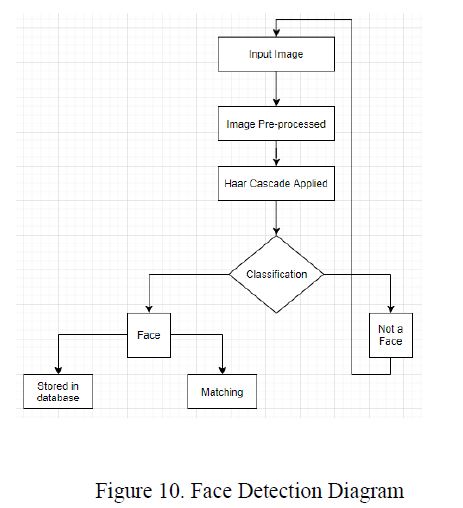 Input Image
Image Pre-processed
Haar Cascade Applied
Classification
Face
Not a
Face
Stored in
database
Matching
Figure 10. Face Detection Diagram